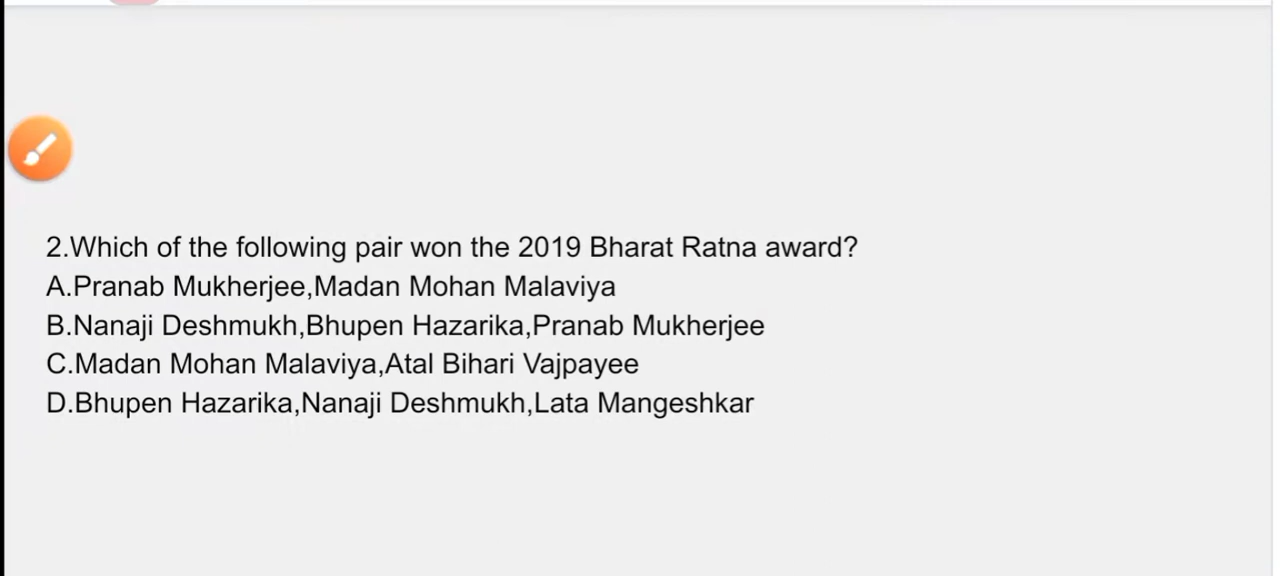 2.Which of the following pair won the 2019 Bharat Ratna award?
A.Pranab Mukherjee,Madan Mohan Malaviya
B.Nanaji Deshmukh,Bhupen Hazarika,Pranab Mukherjee
C.Madan Mohan Malaviya,Atal Bihari Vajpayee
D.Bhupen Hazarika,Nanaji Deshmukh,Lata Mangeshkar